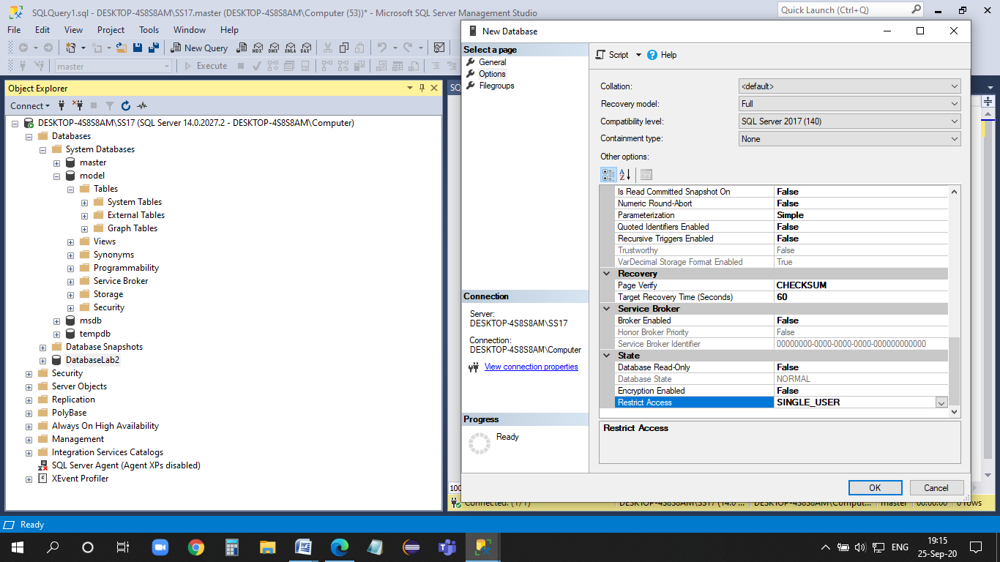 SQLQuery1.sql - DESKTOP-4S8S8AM\SS17.master (DESKTOP-4S8S8AM\Computer (53))* - Microsoft SQL Server Management Studio
Quick Launch (Ctrl+Q)
File Edit View Project Tools Window Help
New Query MDX DMX XMLA DAX
master Execute
Object Explorer
Connect
DESKTOP-4S8S8AM\SS17 (SQL Server 14.0.2027.2 - DESKTOP-4S8S8AM\Computer)
Databases
System Databases
master
model
Tables
System Tables
External Tables
Graph Tables
Views
Synonyms
Programmability
Service Broker
Storage
Security
msdb
tempdb
Database Snapshots
DatabaseLab2
Security
Server Objects
Replication
PolyBase
Always On High Availability
Management
Integration Services Catalogs
SQL Server Agent (Agent XPs disabled)
XEvent Profiler
SQ
New Database
Select a page
General
Options
Filegroups
Connection
Server:
DESKTOP-4S8S8AM\SS17
Connection:
DESKTOP-4S8S8AM\Computer
View connection properties
Progress
Ready
Script Help
Collation: <default>
Recovery model: Full
Compatibility level: SQL Server 2017 (140)
Containment type: None
Other options:
A
Z
Is Read Committed Snapshot On False
Numeric Round-Abort False
Parameterization Simple
Quoted Identifiers Enabled False
Recursive Triggers Enabled False
Trustworthy False
VarDecimal Storage Format Enabled True
Recovery
Page Verify CHECKSUM
Target Recovery Time (Seconds) 60
Service Broker
Broker Enabled False
Honor Broker Priority False
Service Broker Identifier 00000000-0000-0000-0000-000000000000
State
Database Read-Only False
Database State NORMAL
Encryption Enabled False
Restrict Access SINGLE_USER
Restrict Access
OK Cancel
100
Connected. (1/1) DESKTOP-4S8S8AM\SS17 (14.0 ... DESKTOP-4S8S8AM\Comput... master 00:00:00 0 rows
Ready
ENG
19:15
25-Sep-20